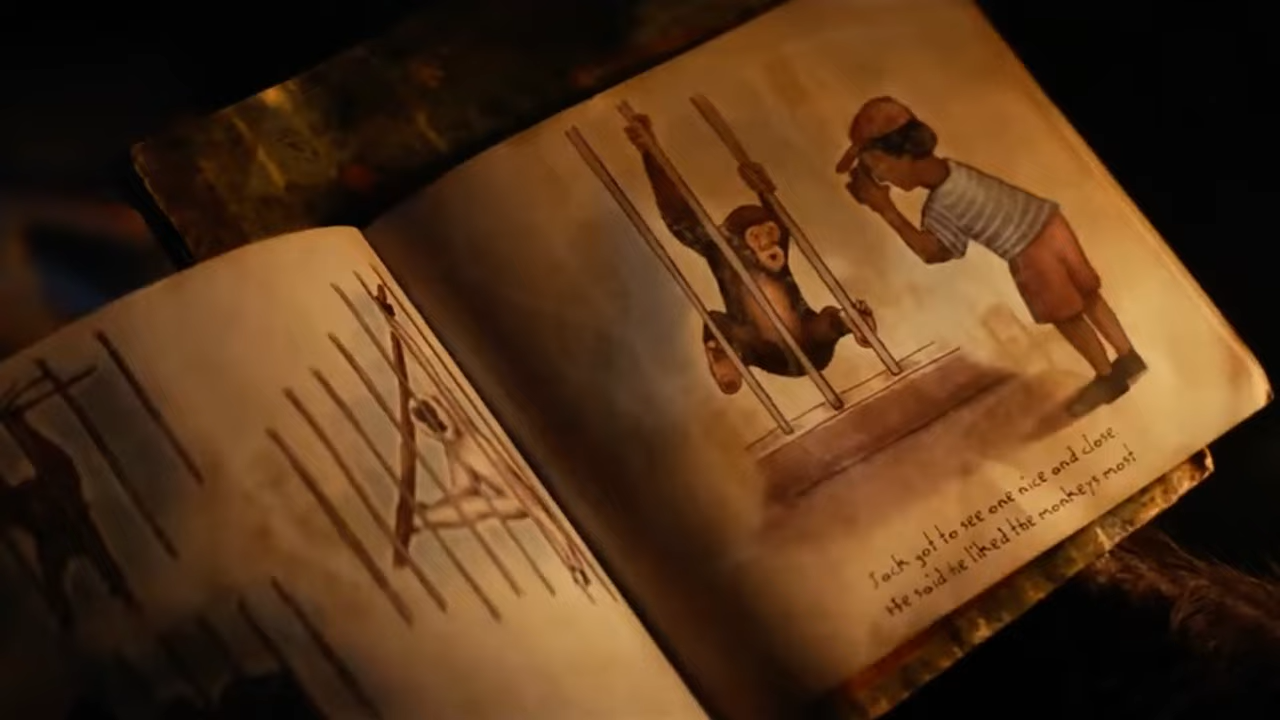 Jack got to see one nice and close.
He said he liked the monkeys most